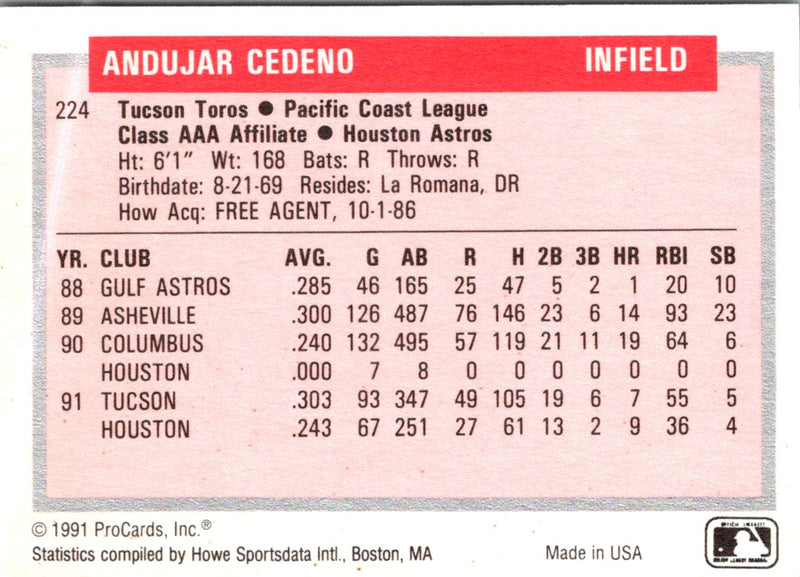 ANDUJAR CEDENO INFIELD
224 Tucson Toros ● Pacific Coast League
Class AAA Affiliate ● Houston Astros
Ht: 6'1" Wt: 168 Bats: R Throws: R
Birthdate: 8-21-69 Resides: La Romana, DR
How Acq: FREE AGENT, 10-1-86
YR. CLUB AVG. G AB R H 2B 3B HR RBI SB
88 GULF ASTROS .285 46 165 25 47 5 2 1 20 10
89 ASHEVILLE .300 126 487 76 146 23 6 14 93 23
90 COLUMBUS .240 132 495 57 119 21 11 19 64 6
HOUSTON .000 7 8 0 0 0 0 0 0 0
91 TUCSON .303 93 347 49 105 19 6 7 55 5
HOUSTON .243 67 251 27 61 13 2 9 36 4
© 1991 ProCards, Inc.®
Statistics compiled by Howe Sportsdata Intl., Boston, MA Made in USA